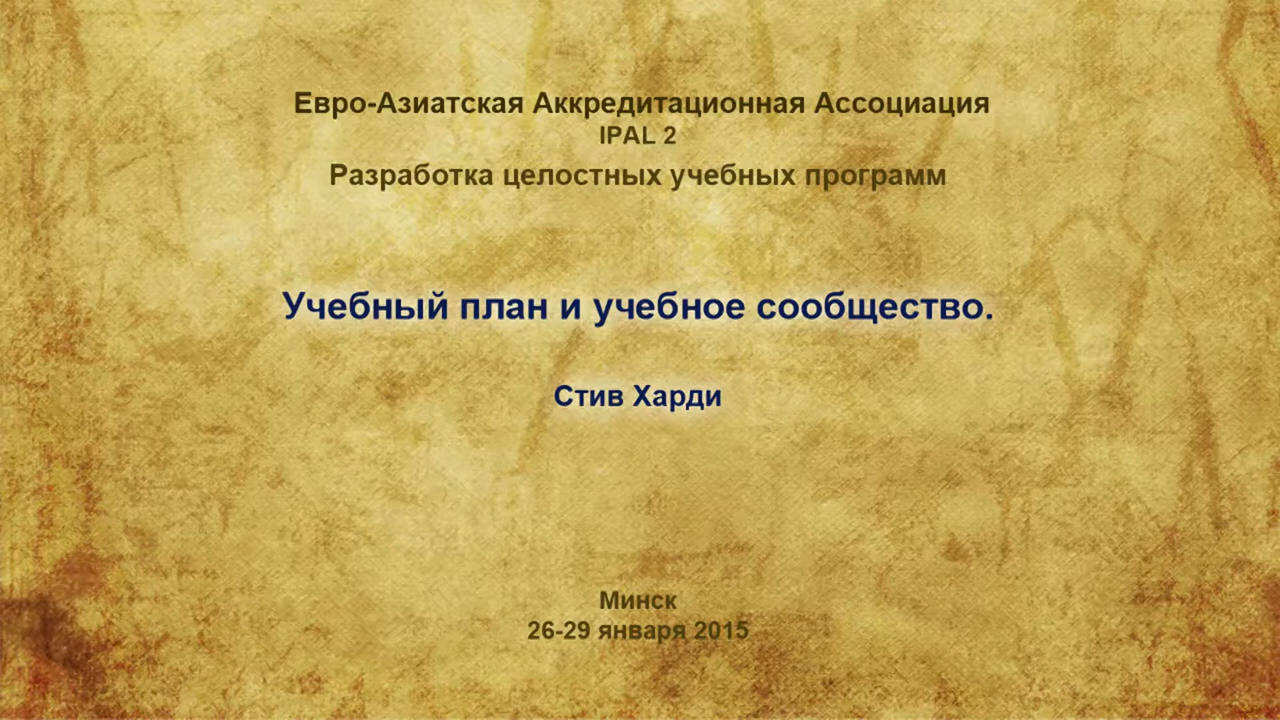 Евро-Азиатская Аккредитационная Ассоциация
IPAL 2
Разработка целостных учебных программ
Учебный план и учебное сообщество.
Стив Харди
Минск
26-29 января 2015